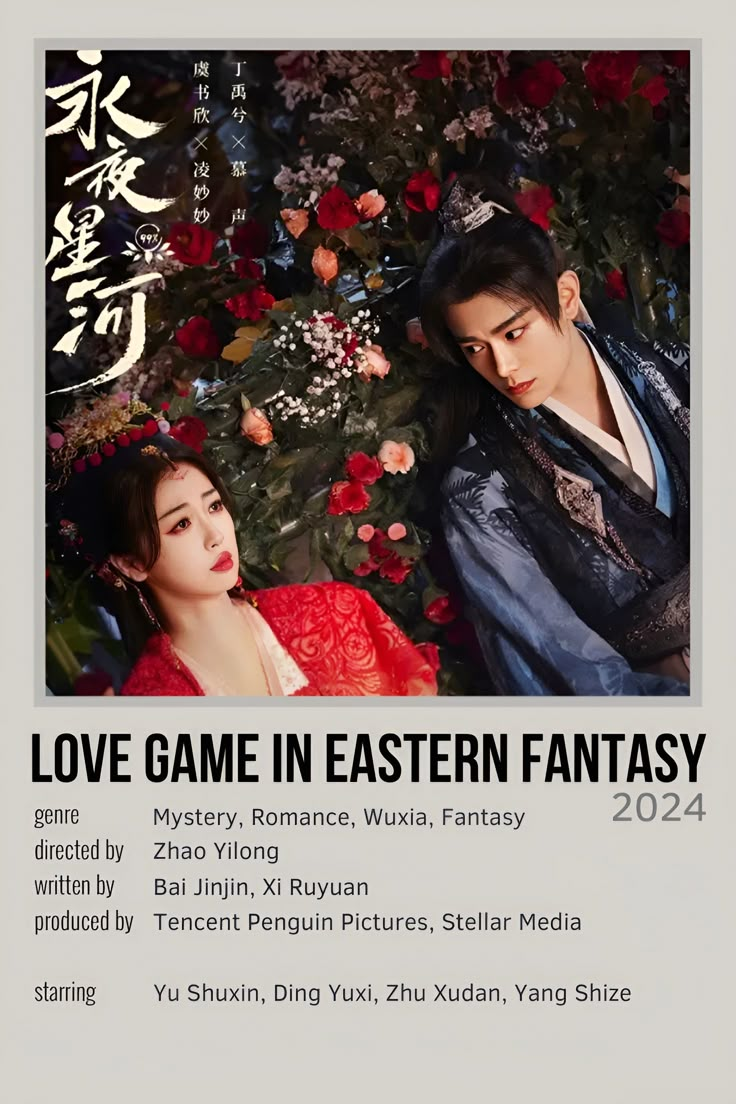 永夜星河
99%
虞书欣×凌妙妙
丁禹兮×慕声
LOVE GAME IN EASTERN FANTASY
2024
genre Mystery, Romance, Wuxia, Fantasy
directed by Zhao Yilong
written by Bai Jinjin, Xi Ruyuan
produced by Tencent Penguin Pictures, Stellar Media
starring Yu Shuxin, Ding Yuxi, Zhu Xudan, Yang Shize